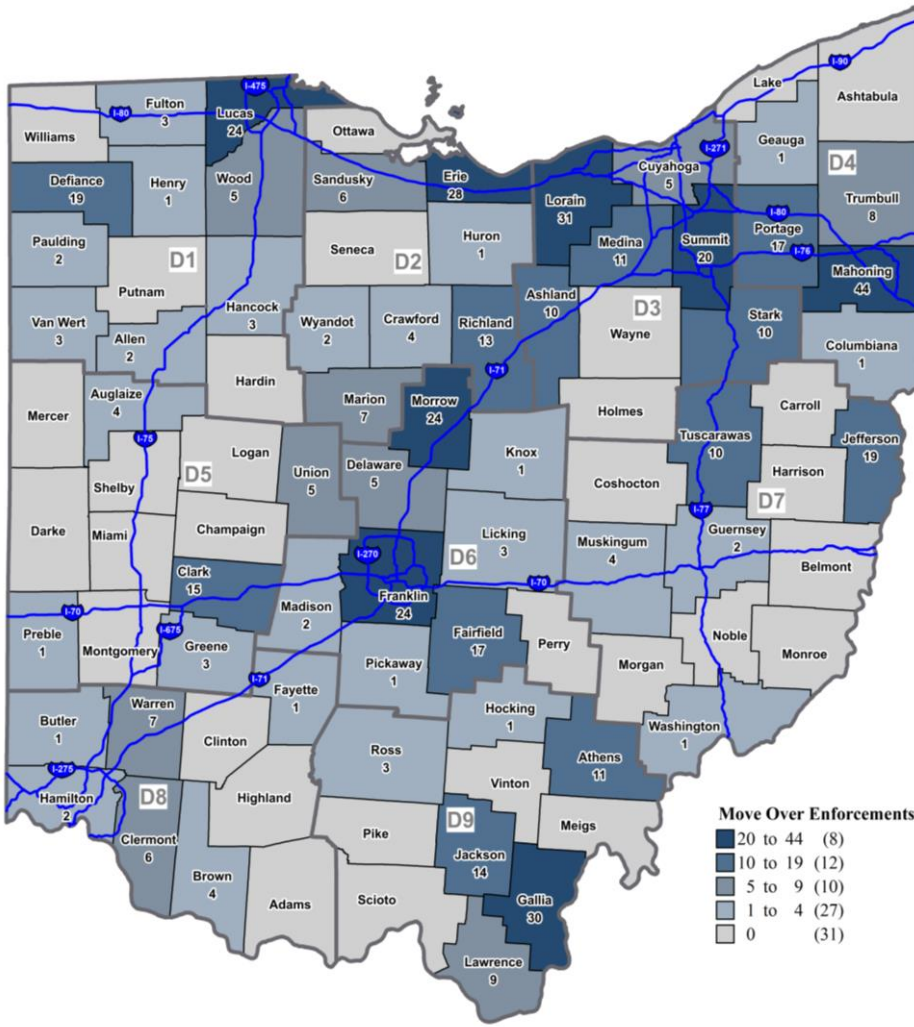 I-90
Lake
Ashtabula
I-475
I-80
Fulton
3
Lucas
24
Williams
Ottawa
Geauga
1
I-271
Cuyahoga
5
D4
Defiance
19
Henry
1
Wood
5
Sandusky
6
Erie
28
Lorain
31
Trumbull
8
I-80
Portage
17
Medina
11
Summit
20
I-76
Paulding
2
D1
Putnam
Seneca
D2
Huron
1
Mahoning
44
Ashland
10
D3
Wayne
Stark
10
Van Wert
3
Allen
2
Hancock
3
Wyandot
2
Crawford
4
Richland
13
Columbiana
1
I-71
Hardin
Auglaize
4
Mercer
Marion
7
Morrow
24
Holmes
Carroll
I-75
Logan
Knox
1
Tuscarawas
10
Jefferson
19
Shelby
D5
Union
5
Delaware
5
Coshocton
Harrison
D7
Darke
Miami
Champaign
I-77
Licking
3
Muskingum
4
Guernsey
2
I-270
D6
Belmont
Clark
15
I-70
Franklin
24
Madison
2
I-70
Preble
1
Montgomery
I-675
Greene
3
Fairfield
17
Perry
Noble
Monroe
Morgan
Pickaway
1
I-71
Fayette
1
Butler
1
Warren
7
Clinton
Hocking
1
Washington
1
Ross
3
Athens
11
I-275
Hamilton
2
D8
Highland
Vinton
Clermont
6
Pike
D9
Meigs
Jackson
14
Brown
4
Adams
Scioto
Gallia
30
Lawrence
9
Move Over Enforcements
20 to 44 (8)
10 to 19 (12)
5 to 9 (10)
1 to 4 (27)
0 (31)